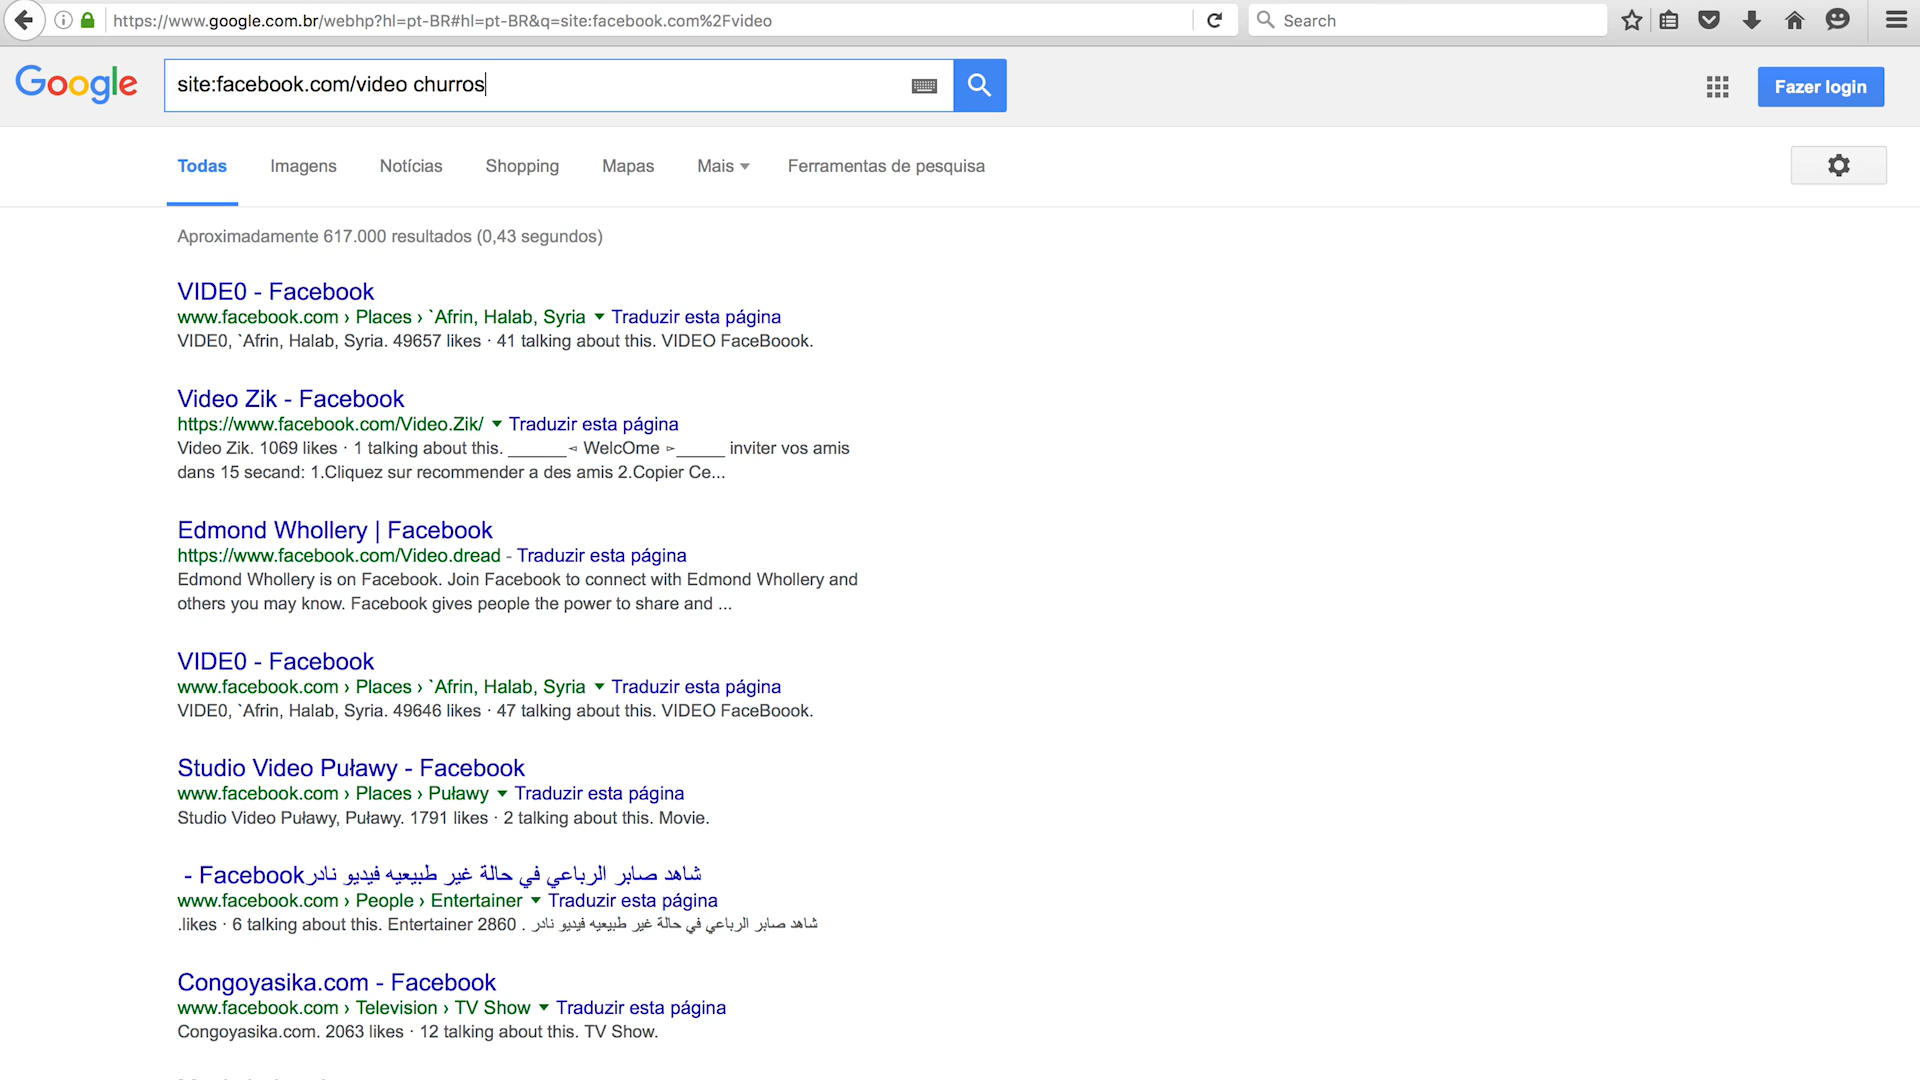 https://www.google.com.br/webhp?hl=pt-BR#hl=pt-BR&q=site:facebook.com%2Fvideo
Search
Google
site:facebook.com/video churros
Fazer login
Todas
Imagens
Notícias
Shopping
Mapas
Mais
Ferramentas de pesquisa
Aproximadamente 617.000 resultados (0,43 segundos)
VIDE0 - Facebook
www.facebook.com › Places › `Afrin, Halab, Syria ▼ Traduzir esta página
VIDE0, `Afrin, Halab, Syria. 49657 likes · 41 talking about this. VIDEO FaceBoook.
Video Zik - Facebook
https://www.facebook.com/Video.Zik/ ▼ Traduzir esta página
Video Zik. 1069 likes · 1 talking about this. ______◄ WelcOme ►_____ inviter vos amis
dans 15 secand: 1.Cliquez sur recommender a des amis 2.Copier Ce...
Edmond Whollery | Facebook
https://www.facebook.com/Video.dread - Traduzir esta página
Edmond Whollery is on Facebook. Join Facebook to connect with Edmond Whollery and
others you may know. Facebook gives people the power to share and ...
VIDE0 - Facebook
www.facebook.com › Places › `Afrin, Halab, Syria ▼ Traduzir esta página
VIDE0, `Afrin, Halab, Syria. 49646 likes · 47 talking about this. VIDEO FaceBoook.
Studio Video Puławy - Facebook
www.facebook.com › Places › Puławy ▼ Traduzir esta página
Studio Video Puławy, Puławy. 1791 likes · 2 talking about this. Movie.
- Facebookشاهد صابر الرباعي في حالة غير طبيعيه فيديو نادر
www.facebook.com › People › Entertainer ▼ Traduzir esta página
.likes · 6 talking about this. Entertainer 2860 . شاهد صابر الرباعي في حالة غير طبيعيه فيديو نادر
Congoyasika.com - Facebook
www.facebook.com › Television › TV Show ▼ Traduzir esta página
Congoyasika.com. 2063 likes · 12 talking about this. TV Show.